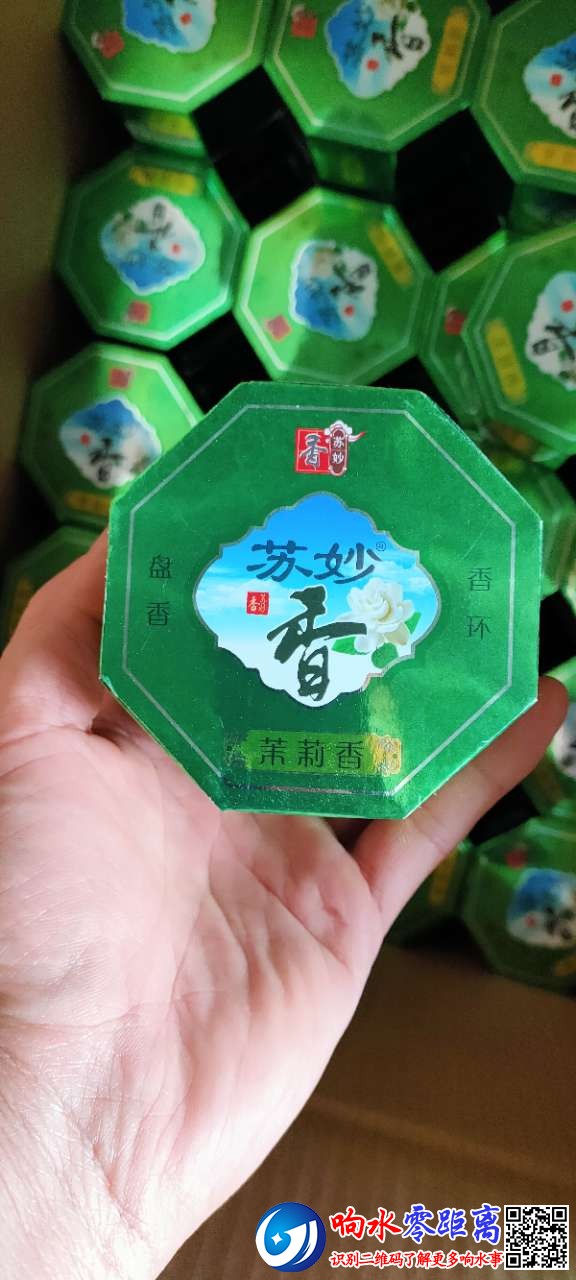 香
苏妙
苏妙®
香
茉莉香
盘香
香环
响水零距离
识别二维码了解更多响水事